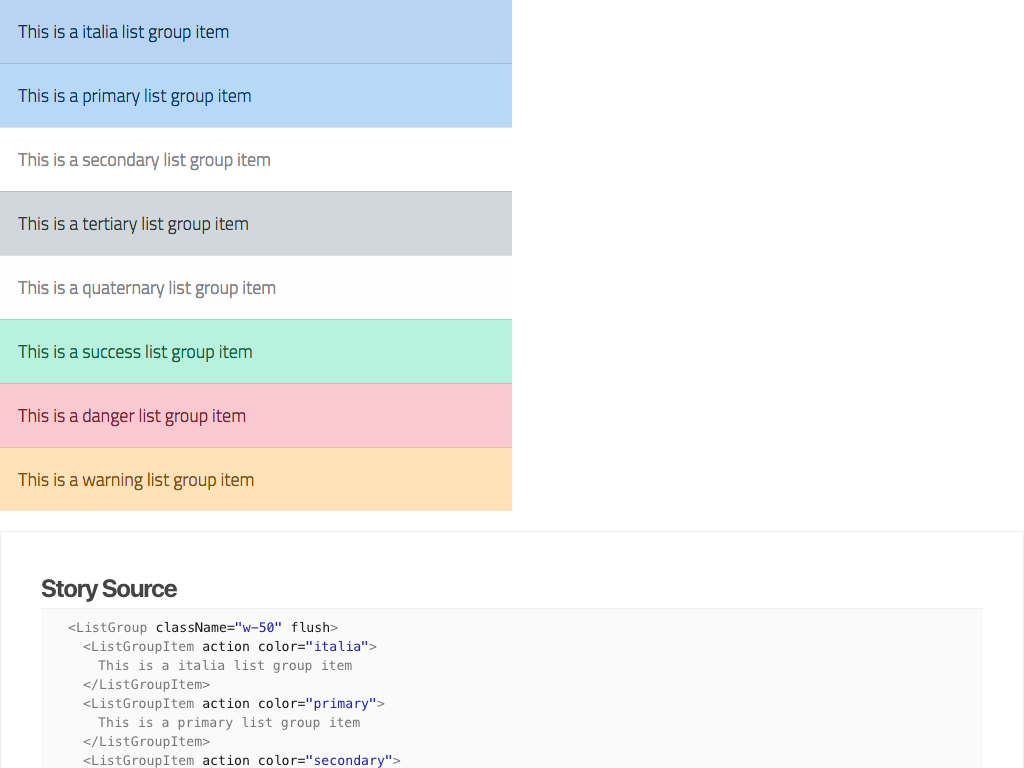 This is a italia list group item
This is a primary list group item
This is a secondary list group item
This is a tertiary list group item
This is a quaternary list group item
This is a success list group item
This is a danger list group item
This is a warning list group item
Story Source
<ListGroup className="w-50" flush>
<ListGroupItem action color="italia">
This is a italia list group item
</ListGroupItem>
<ListGroupItem action color="primary">
This is a primary list group item
</ListGroupItem>
<ListGroupItem action color="secondary">